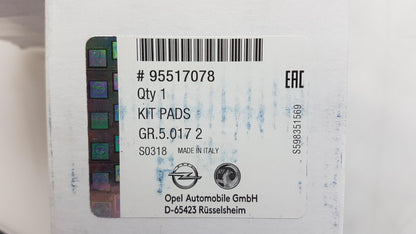 # 95517078
Qty 1
KIT PADS
GR.5.017 2
S0318 MADE IN ITALY
EAC
S598351569
Opel Automobile GmbH
D-65423 Rüsselsheim